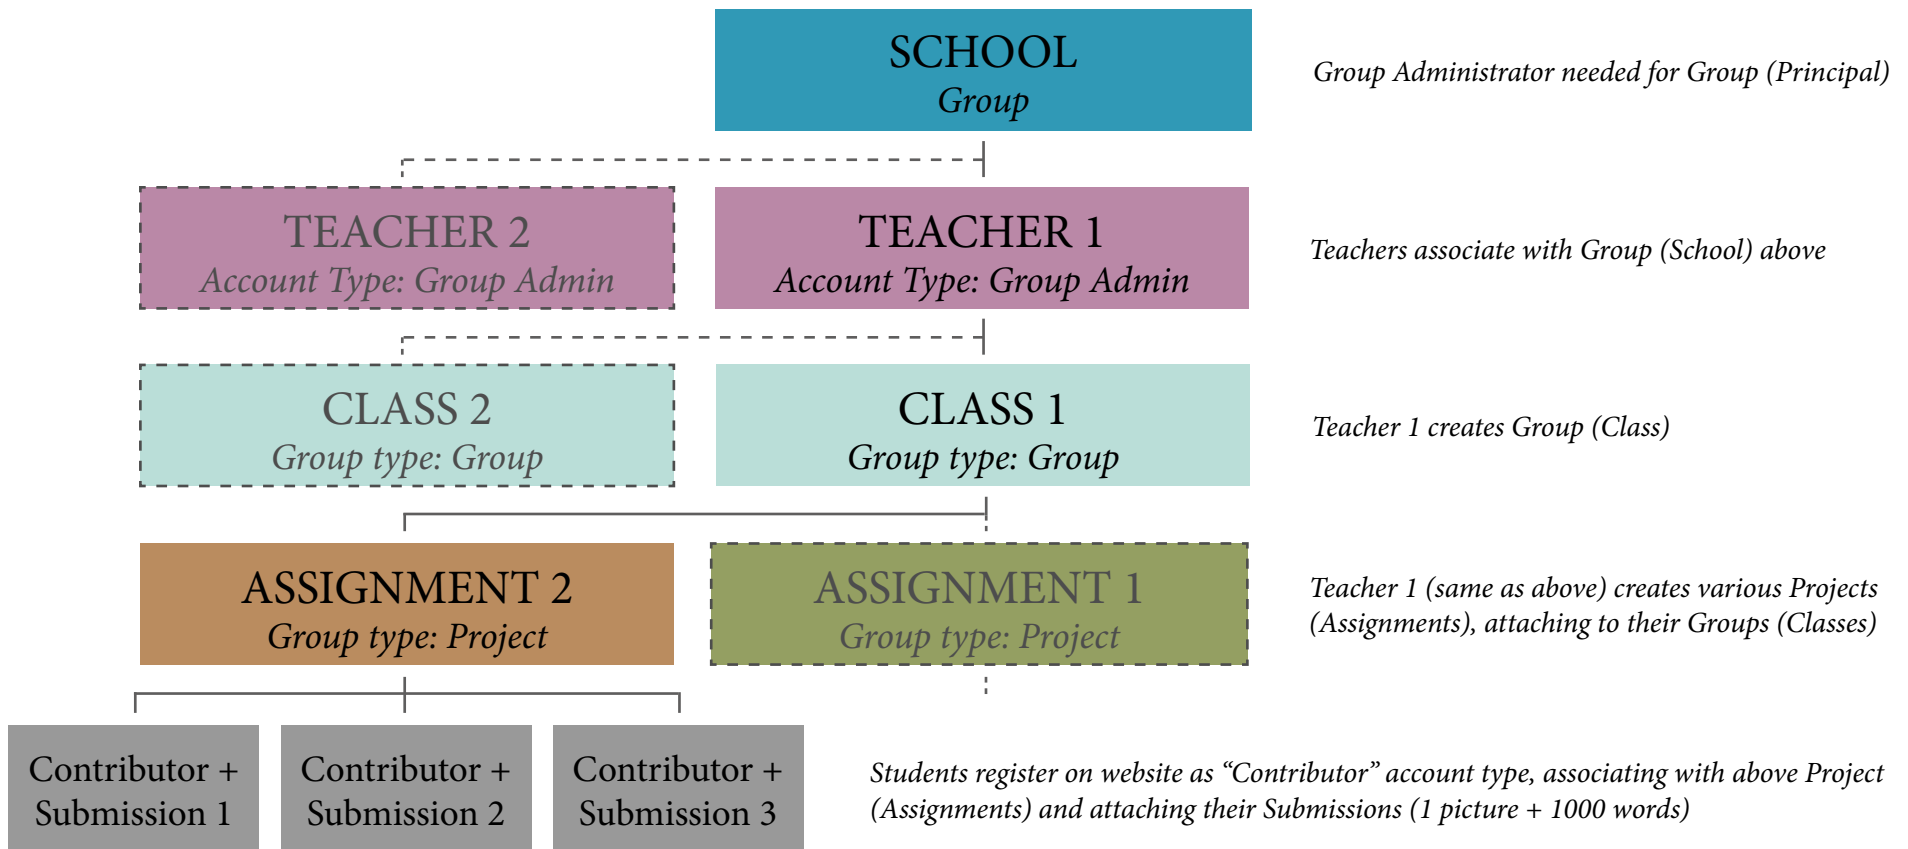 SCHOOL
Group
Group Administrator needed for Group (Principal)
TEACHER 2
Account Type: Group Admin
TEACHER 1
Account Type: Group Admin
Teachers associate with Group (School) above
CLASS 2
Group type: Group
CLASS 1
Group type: Group
Teacher 1 creates Group (Class)
ASSIGNMENT 2
Group type: Project
ASSIGNMENT 1
Group type: Project
Teacher 1 (same as above) creates various Projects
(Assignments), attaching to their Groups (Classes)
Contributor +
Submission 1
Contributor +
Submission 2
Contributor +
Submission 3
Students register on website as “Contributor” account type, associating with above Project
(Assignments) and attaching their Submissions (1 picture + 1000 words)